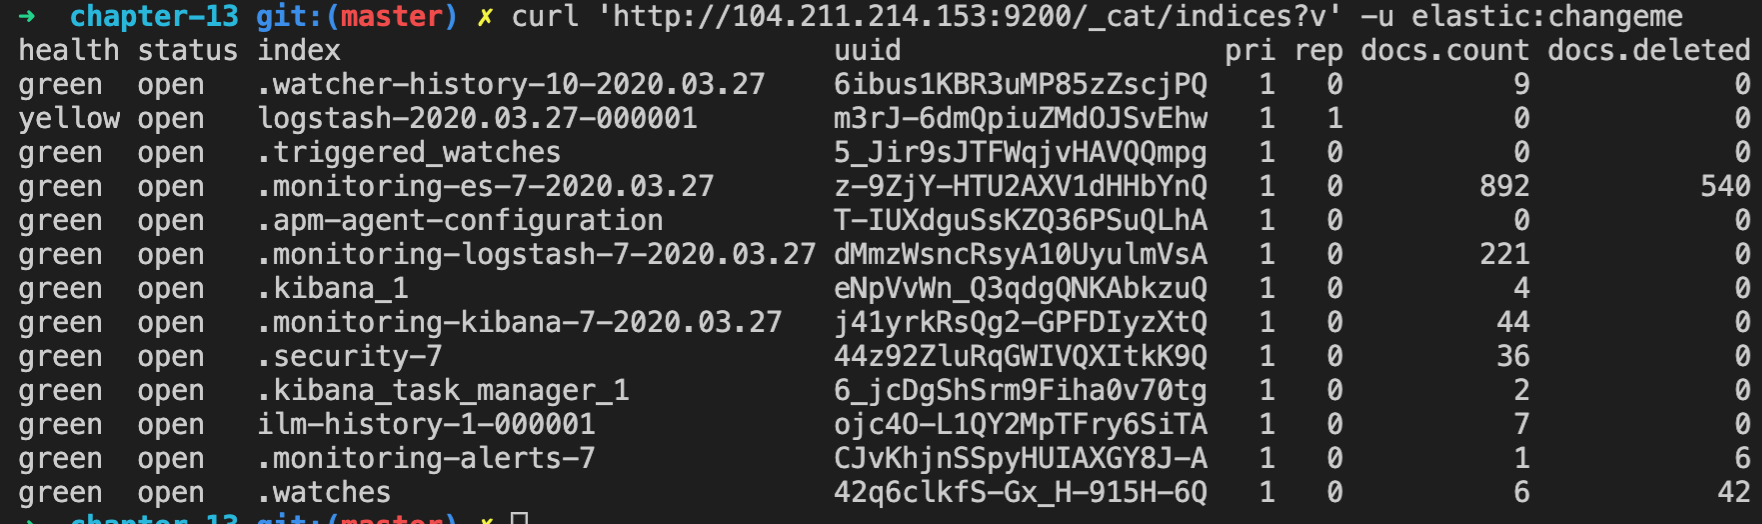 → chapter-13 git:(master) ✗ curl 'http://104.211.214.153:9200/_cat/indices?v' -u elastic:changeme
health status index uuid pri rep docs.count docs.deleted
green open .watcher-history-10-2020.03.27 6ibus1KBR3uMP85zZscjPQ 1 0 9 0
yellow open logstash-2020.03.27-000001 m3rJ-6dmQpiuZMdOJSvEhw 1 1 0 0
green open .triggered_watches 5_Jir9sJTFWqjvHAVQQmpg 1 0 0 0
green open .monitoring-es-7-2020.03.27 z-9ZjY-HTU2AXV1dHHbYnQ 1 0 892 540
green open .apm-agent-configuration T-IUXdguSsKZQ36PSuQLhA 1 0 0 0
green open .monitoring-logstash-7-2020.03.27 dMmzWsncRsyA10UyulmVsA 1 0 221 0
green open .kibana_1 eNpVvWn_Q3qdgQNKAbkzuQ 1 0 4 0
green open .monitoring-kibana-7-2020.03.27 j41yrkRsQg2-GPFDIyzXtQ 1 0 44 0
green open .security-7 44z92ZluRqGWIVQXItkK9Q 1 0 36 0
green open .kibana_task_manager_1 6_jcDgShSrm9Fiha0v70tg 1 0 2 0
green open ilm-history-1-000001 ojc4O-L1QY2MpTFry6SiTA 1 0 7 0
green open .monitoring-alerts-7 CJvKhjnSSpyHUIAXGY8J-A 1 0 1 6
green open .watches 42q6clkfS-Gx_H-915H-6Q 1 0 6 42
→ chapter-13 git:(master) ✗